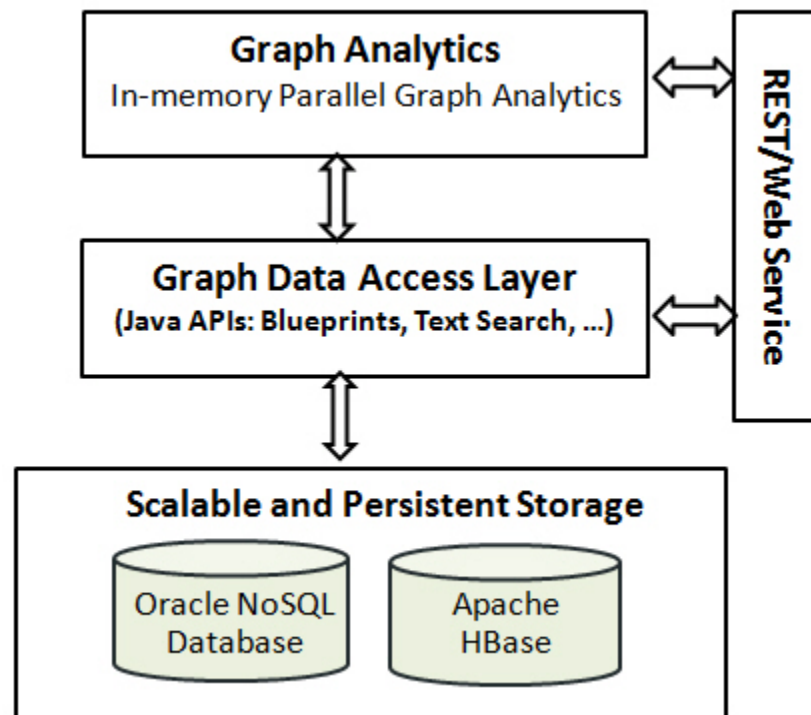 Graph Analytics
In-memory Parallel Graph Analytics
REST/Web Service
Graph Data Access Layer
(Java APIs: Blueprints, Text Search, ...)
Scalable and Persistent Storage
Oracle NoSQL
Database
Apache
HBase